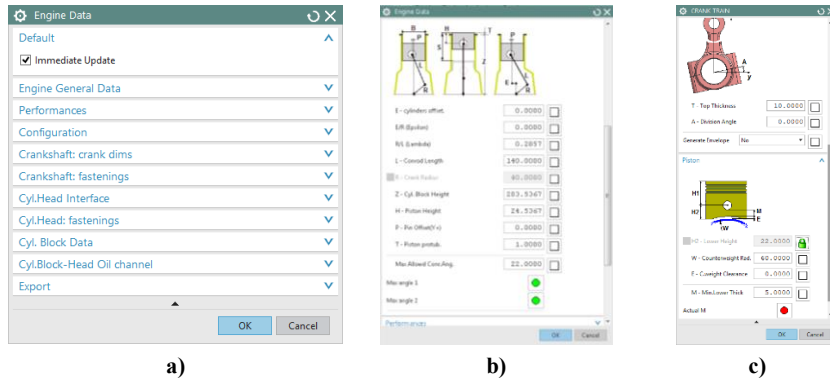 Engine Data
Default
Immediate Update
Engine General Data
Performances
Configuration
Crankshaft: crank dims
Crankshaft: fastenings
Cyl.Head Interface
Cyl.Head: fastenings
Cyl. Block Data
Cyl.Block-Head Oil channel
Export
OK Cancel
a)
Engine Data
B H T P
P S Z L
L E R
R
E - cylinders offset. 0.0000
E/R (Epsilon) 0.0000
R/L (Lambda) 0.2857
L - Conrod Length 140.0000
R - Crank Radius 40.0000
Z - Cyl. Block Height 203.5367
H - Piston Height 24.5367
P - Pin Offset(Y+) 0.0000
T - Piston protub. 1.0000
Max Allowed Conr.Ang. 22.0000
Max angle 1
Max angle 2
Performances
OK Cancel
b)
CRANK TRAIN
A
y
T - Top Thickness 10.0000
A - Division Angle 0.0000
Generate Envelope No
Piston
H1
H2 M
E
W
H2 - Lower Height 22.0000
W - Counterweight Rad. 60.0000
E - Cweight Clearance 0.0000
M - Min.Lower Thick 5.0000
Actual M
OK Cancel
c)